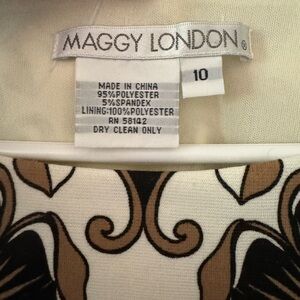 MAGGY LONDON®
10
MADE IN CHINA
95%POLYESTER
5%SPANDEX
LINING:100%POLYESTER
RN 58142
DRY CLEAN ONLY